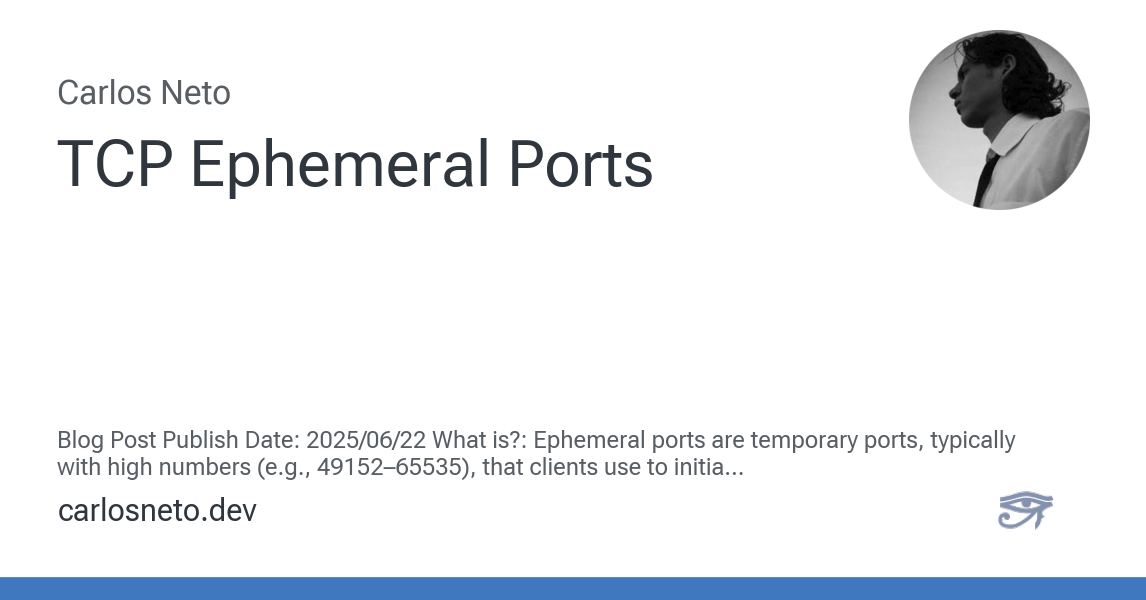 Carlos Neto
TCP Ephemeral Ports
Blog Post Publish Date: 2025/06/22 What is?: Ephemeral ports are temporary ports, typically
with high numbers (e.g., 49152–65535), that clients use to initia...
carlosneto.dev